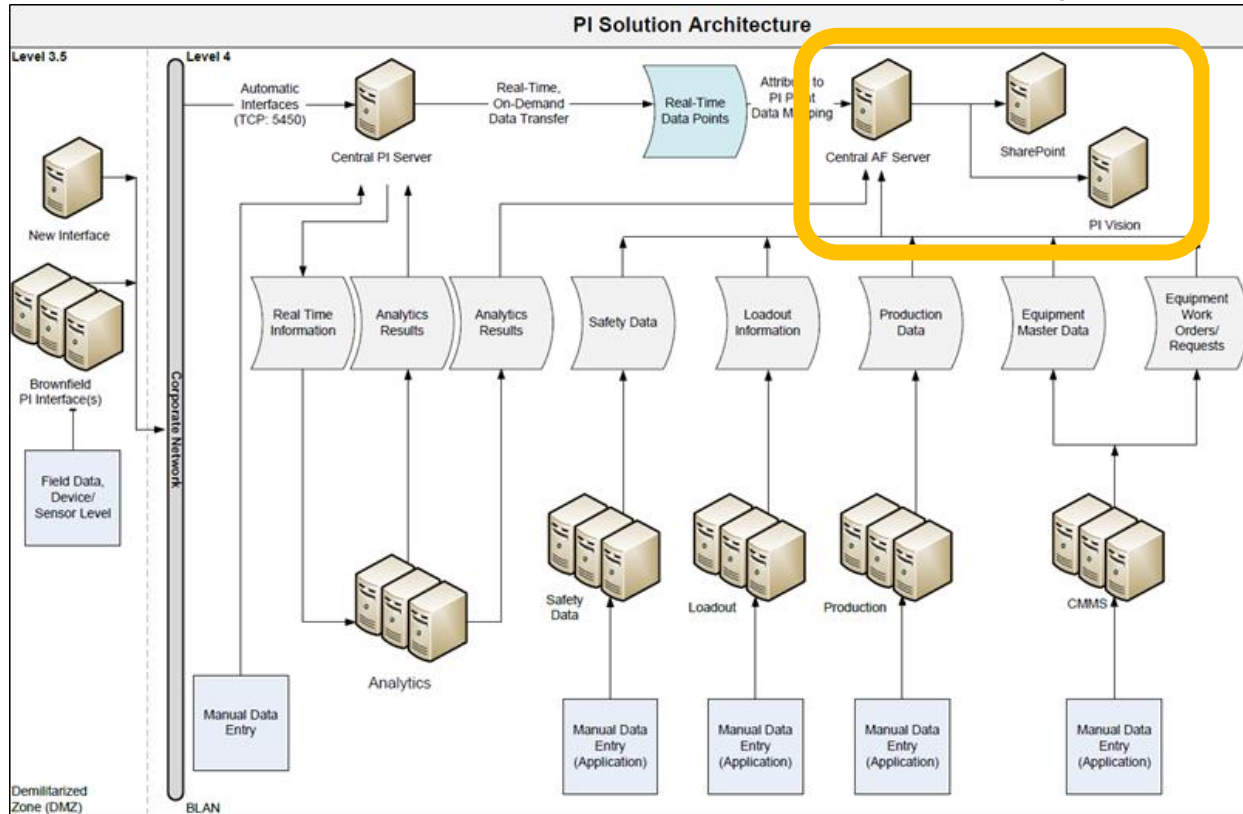 PI Solution Architecture
Level 3.5
Level 4
Automatic
Interfaces
(TCP: 5450)
Central PI Server
Real-Time,
On-Demand
Data Transfer
Real-Time
Data Points
Attribute to
PI Point
Data Mapping
Central AF Server
SharePoint
PI Vision
New Interface
Brownfield
PI Interface(s)
Field Data,
Device/
Sensor Level
Corporate Network
Real Time
Information
Analytics
Results
Analytics
Results
Safety Data
Loadout
Information
Production
Data
Equipment
Master Data
Equipment
Work
Orders/
Requests
Analytics
Safety
Data
Loadout
Production
CMMS
Manual Data
Entry
Manual Data
Entry
(Application)
Manual Data
Entry
(Application)
Manual Data
Entry
(Application)
Manual Data
Entry
(Application)
Demilitarized
Zone (DMZ)
BLAN